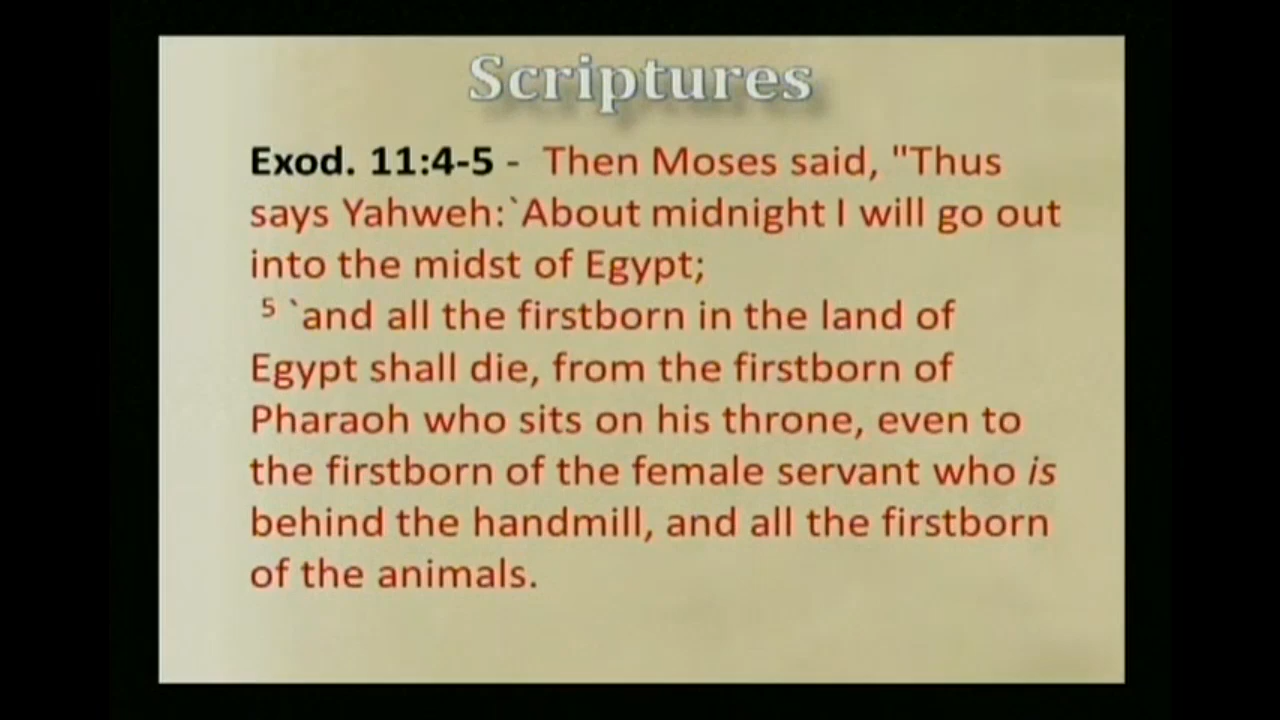 Scriptures
Exod. 11:4-5 - Then Moses said, "Thus
says Yahweh:`About midnight I will go out
into the midst of Egypt;
5 `and all the firstborn in the land of
Egypt shall die, from the firstborn of
Pharaoh who sits on his throne, even to
the firstborn of the female servant who is
behind the handmill, and all the firstborn
of the animals.